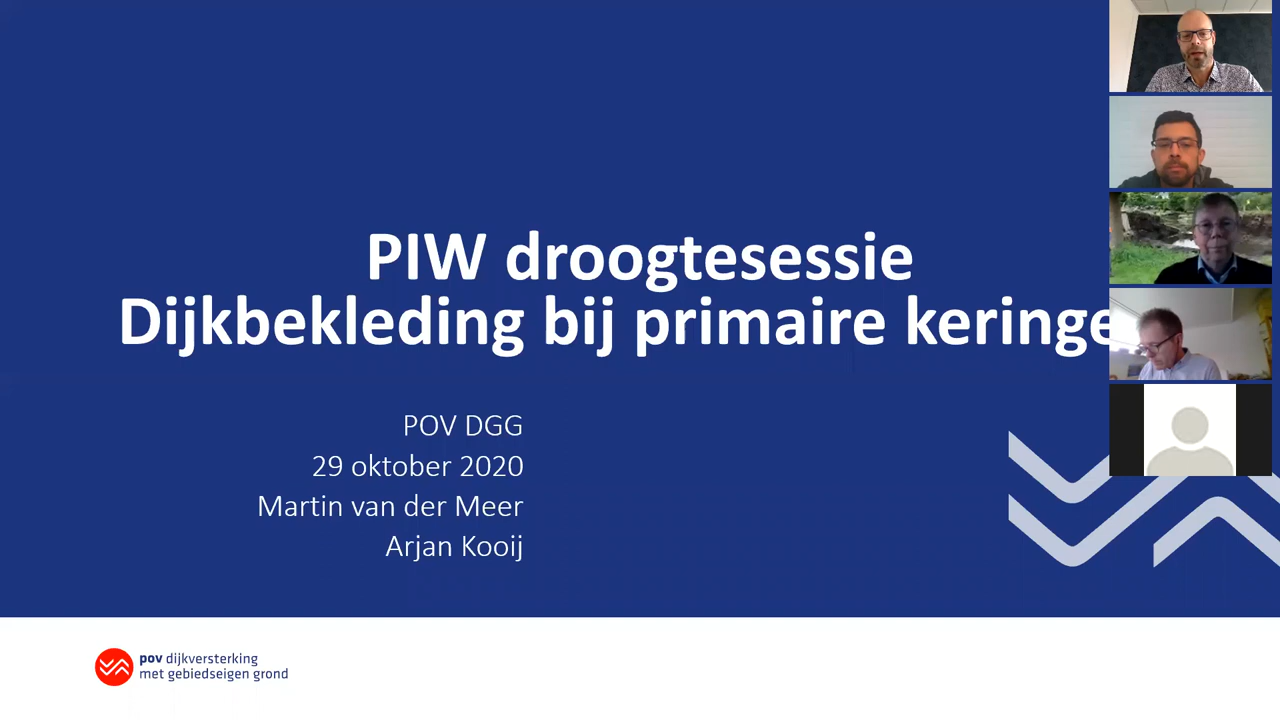 PIW droogtesessie
Dijkbekleding bij primaire keringe
POV DGG
29 oktober 2020
Martin van der Meer
Arjan Kooij
pov dijkversterking
met gebiedseigen grond